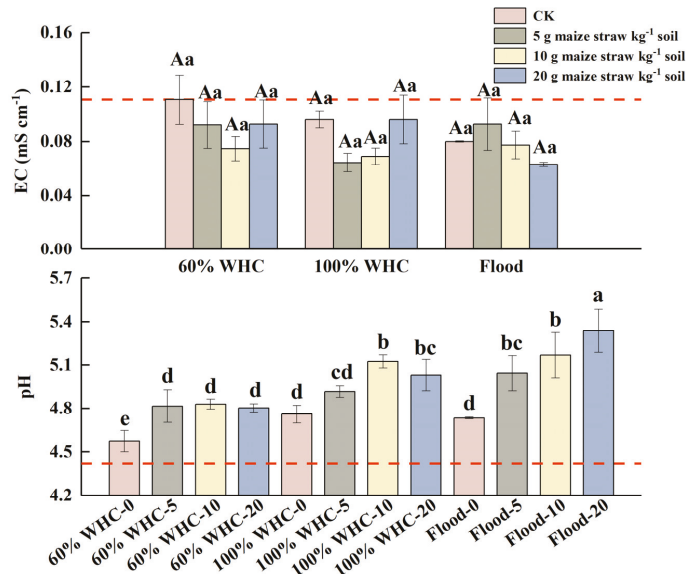 CK
5 g maize straw kg⁻¹ soil
10 g maize straw kg⁻¹ soil
20 g maize straw kg⁻¹ soil
EC (mS cm⁻¹)
0.16
0.12
0.08
0.04
0.00
Aa Aa Aa Aa Aa Aa Aa Aa Aa Aa Aa Aa
60% WHC 100% WHC Flood
pH
5.7
5.4
5.1
4.8
4.5
4.2
e d d d d cd b bc d bc b a
60% WHC-0
60% WHC-5
60% WHC-10
60% WHC-20
100% WHC-0
100% WHC-5
100% WHC-10
100% WHC-20
Flood-0
Flood-5
Flood-10
Flood-20